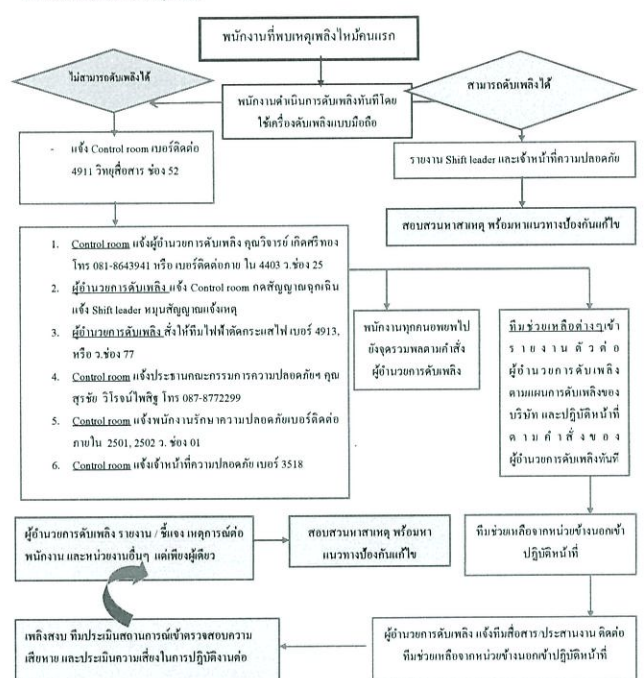 พนักงานที่พบเหตุเพลิงไหม้คนแรก
ไม่สามารถดับเพลิงได้
สามารถดับเพลิงได้
พนักงานดำเนินการดับเพลิงทันทีโดย
ใช้เครื่องดับเพลิงแบบมือถือ
- แจ้ง Control room เบอร์ติดต่อ
4911 วิทยุสื่อสาร ช่อง 52
รายงาน Shift leader และเจ้าหน้าที่ความปลอดภัย
สอบสวนหาสาเหตุ พร้อมหาแนวทางป้องกันแก้ไข
1. Control room แจ้งผู้อำนวยการดับเพลิง คุณวิจารย์ เกิดศรีทอง
โทร 081-8643941 หรือ เบอร์ติดต่อภาย ใน 4403 ว.ช่อง 25
2. ผู้อำนวยการดับเพลิง แจ้ง Control room กดสัญญาณฉุกเฉิน
แจ้ง Shift leader หมุนสัญญาณแจ้งเหตุ
3. ผู้อำนวยการดับเพลิง สั่งให้ทีมไฟฟ้าตัดกระแสไฟ เบอร์ 4913,
หรือ ว.ช่อง 77
4. Control room แจ้งประธานคณะกรรมการความปลอดภัยฯ คุณ
สุรชัย วิโรจน์ไพสิฐ โทร 087-8772299
5. Control room แจ้งพนักงานรักษาความปลอดภัยเบอร์ติดต่อ
ภายใน 2501, 2502 ว. ช่อง 01
6. Control room แจ้งเจ้าหน้าที่ความปลอดภัย เบอร์ 3518
พนักงานทุกคนอพยพไป
ยังจุดรวมพลตามคำสั่ง
ผู้อำนวยการดับเพลิง
ทีมช่วยเหลือต่างๆเข้า
รายงานตัวต่อ
ผู้อำนวยการดับเพลิง
ตามแผนการดับเพลิงของ
บริษัท และปฏิบัติหน้าที่
ตามคำสั่งของ
ผู้อำนวยการดับเพลิงทันที
ผู้อำนวยการดับเพลิง รายงาน / ชี้แจง เหตุการณ์ต่อ
พนักงาน และหน่วยงานอื่นๆ แต่เพียงผู้เดียว
สอบสวนหาสาเหตุ พร้อมหา
แนวทางป้องกันแก้ไข
ทีมช่วยเหลือจากหน่วยข้างนอกเข้า
ปฏิบัติหน้าที่
เพลิงสงบ ทีมประเมินสถานการณ์เข้าตรวจสอบความ
เสียหาย และประเมินความเสี่ยงในการปฏิบัติงานต่อ
ผู้อำนวยการดับเพลิง แจ้งทีมสื่อสาร/ประสานงาน ติดต่อ
ทีมช่วยเหลือจากหน่วยข้างนอกเข้าปฏิบัติหน้าที่